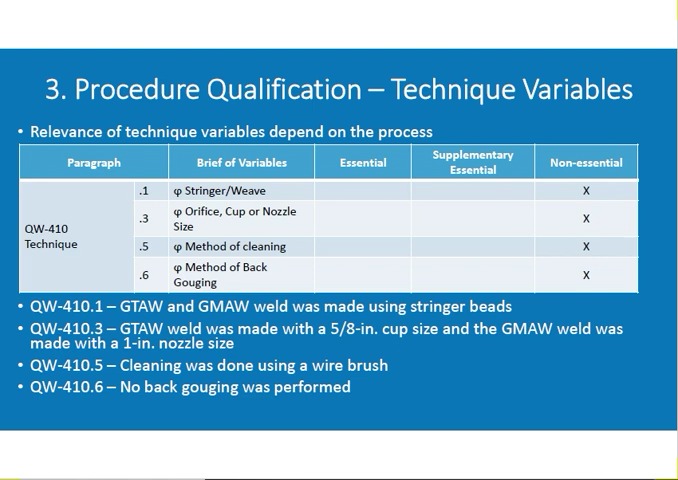 3. Procedure Qualification – Technique Variables
• Relevance of technique variables depend on the process
Paragraph Brief of Variables Essential Supplementary Essential Non-essential
QW-410 Technique
.1 φ Stringer/Weave X
.3 φ Orifice, Cup or Nozzle Size X
.5 φ Method of cleaning X
.6 φ Method of Back Gouging X
• QW-410.1 – GTAW and GMAW weld was made using stringer beads
• QW-410.3 – GTAW weld was made with a 5/8-in. cup size and the GMAW weld was
made with a 1-in. nozzle size
• QW-410.5 – Cleaning was done using a wire brush
• QW-410.6 – No back gouging was performed